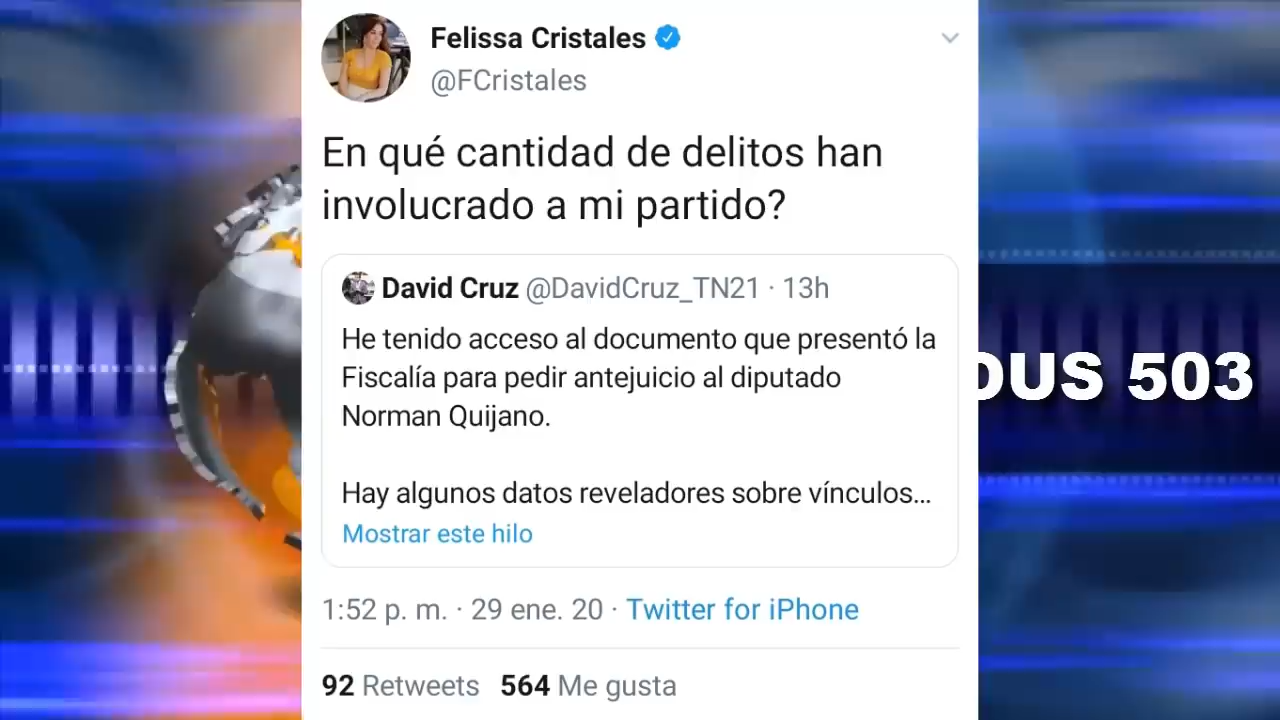 Felissa Cristales
@FCristales
En qué cantidad de delitos han
involucrado a mi partido?
David Cruz @DavidCruz_TN21 · 13h
He tenido acceso al documento que presentó la
Fiscalía para pedir antejuicio al diputado
Norman Quijano.
Hay algunos datos reveladores sobre vínculos...
Mostrar este hilo
1:52 p. m. · 29 ene. 20 · Twitter for iPhone
92 Retweets 564 Me gusta
OUS 503